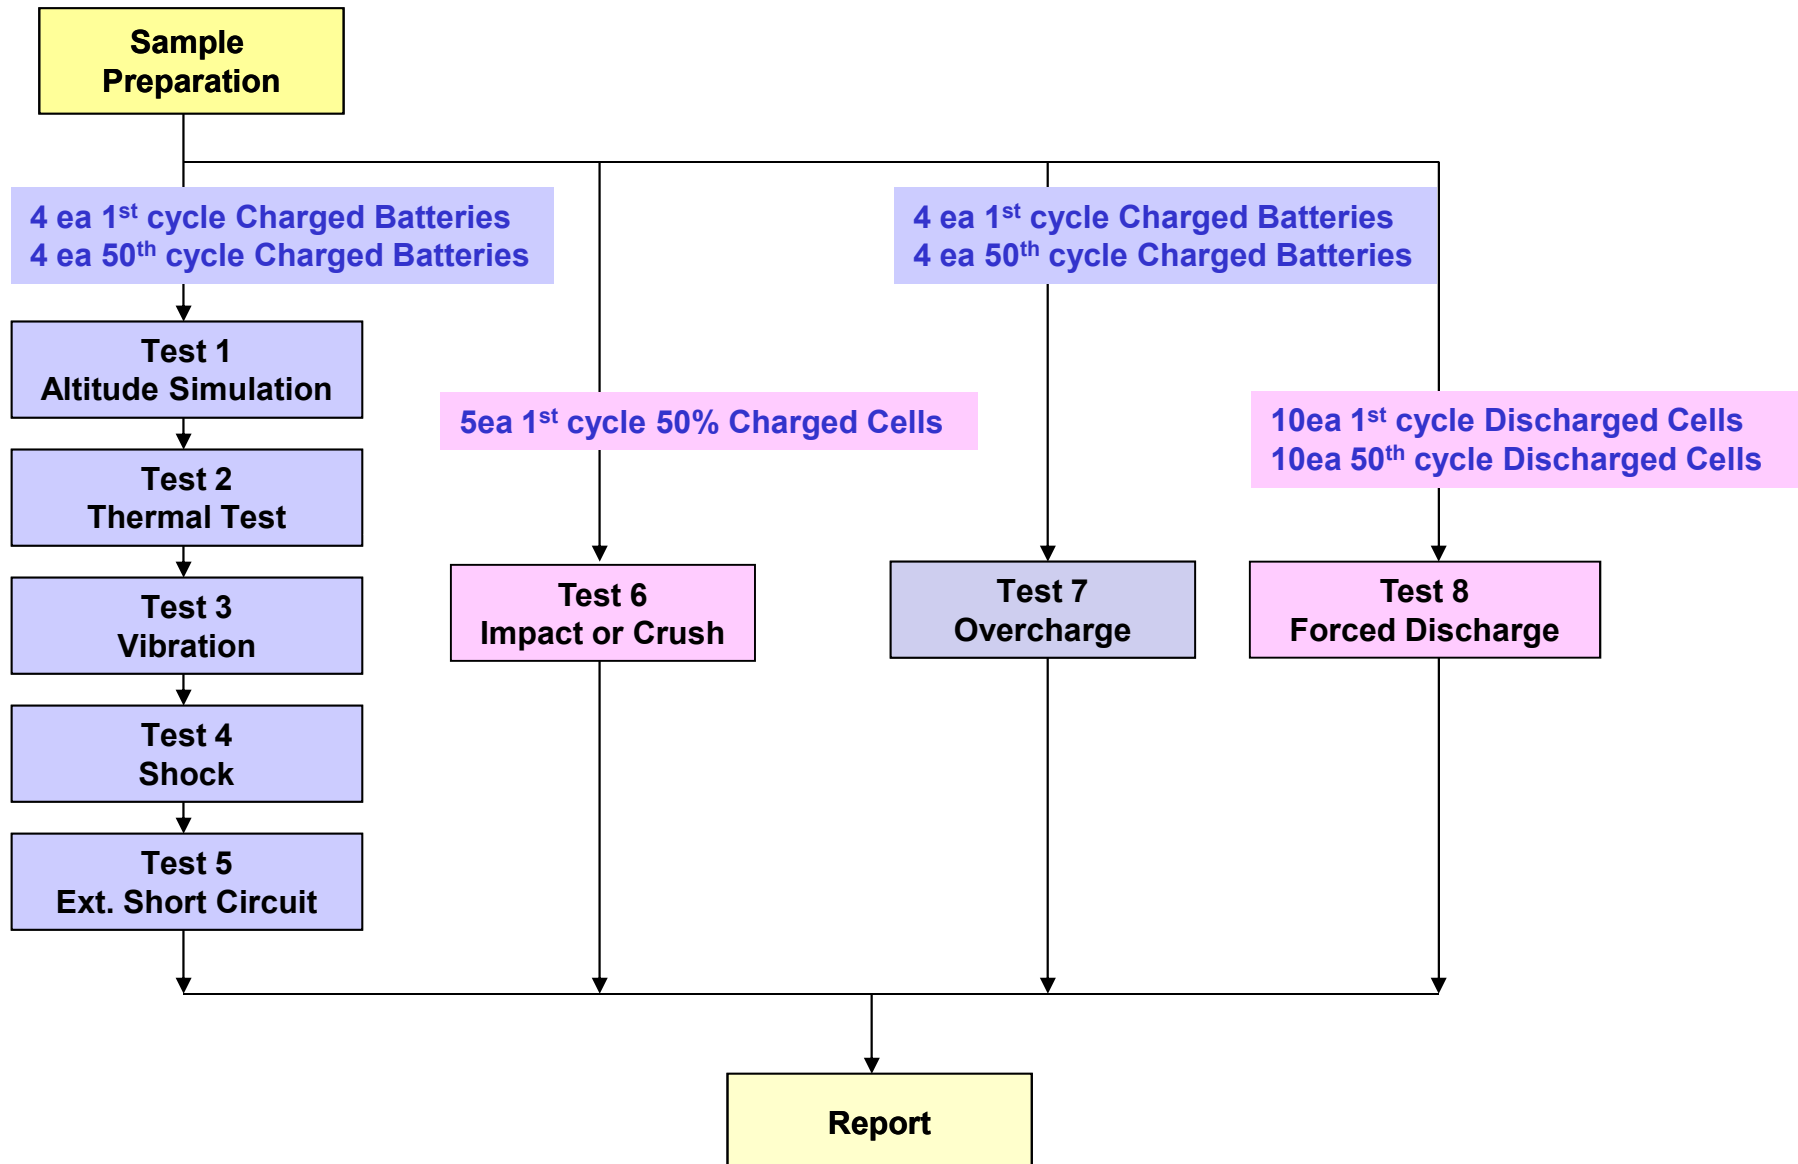 Sample
Preparation
4 ea 1st cycle Charged Batteries
4 ea 50th cycle Charged Batteries
4 ea 1st cycle Charged Batteries
4 ea 50th cycle Charged Batteries
Test 1
Altitude Simulation
5ea 1st cycle 50% Charged Cells
10ea 1st cycle Discharged Cells
10ea 50th cycle Discharged Cells
Test 2
Thermal Test
Test 3
Vibration
Test 6
Impact or Crush
Test 7
Overcharge
Test 8
Forced Discharge
Test 4
Shock
Test 5
Ext. Short Circuit
Report